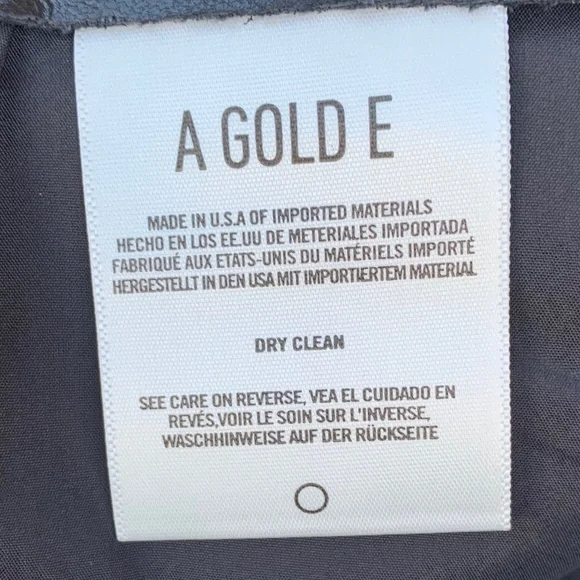 A GOLD E
MADE IN U.S.A OF IMPORTED MATERIALS
HECHO EN LOS EE.UU DE METERIALES IMPORTADA
FABRIQUÉ AUX ETATS-UNIS DU MATÉRIELS IMPORTÉ
HERGESTELLT IN DEN USA MIT IMPORTIERTEM MATERIAL
DRY CLEAN
SEE CARE ON REVERSE, VEA EL CUIDADO EN
REVÉS,VOIR LE SOIN SUR L'INVERSE,
WASCHHINWEISE AUF DER RÜCKSEITE